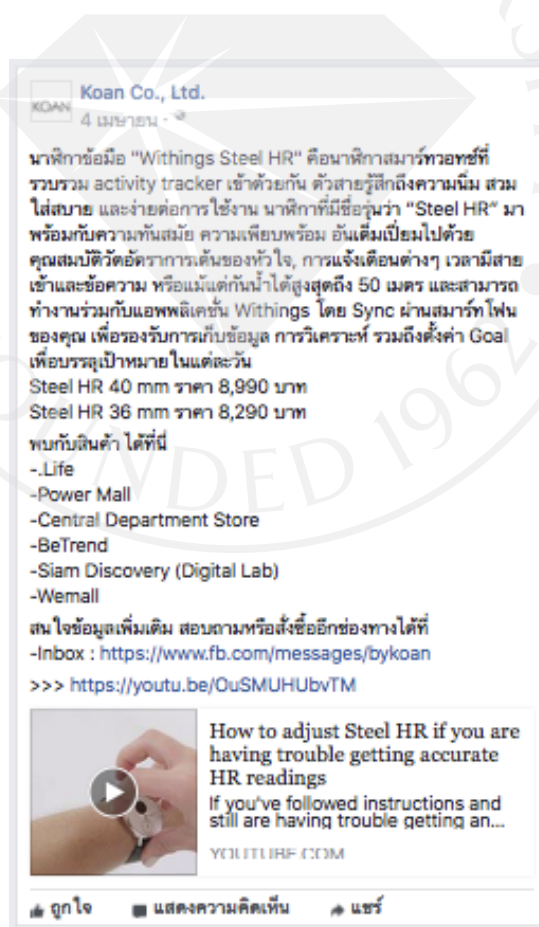 KOAN
Koan Co., Ltd.
4 เมษายน ·
นาฬิกาข้อมือ "Withings Steel HR" คือนาฬิกาสมาร์ทวอทช์ที่
รวบรวม activity tracker เข้าด้วยกัน ตัวสายรู้สึกถึงความนิ่ม สวม
ใส่สบาย และง่ายต่อการใช้งาน นาฬิกาที่มีชื่อรุ่นว่า "Steel HR" มา
พร้อมกับความทันสมัย ความเพียบพร้อม อันเต็มเปี่ยมไปด้วย
คุณสมบัติวัดอัตราการเต้นของหัวใจ, การแจ้งเตือนต่างๆ เวลามีสาย
เข้าและข้อความ หรือแม้แต่กันน้ำได้สูงสุดถึง 50 เมตร และสามารถ
ทำงานร่วมกับแอพพลิเคชั่น Withings โดย Sync ผ่านสมาร์ทโฟน
ของคุณ เพื่อรองรับการเก็บข้อมูล การวิเคราะห์ รวมถึงตั้งค่า Goal
เพื่อบรรลุเป้าหมายในแต่ละวัน
Steel HR 40 mm ราคา 8,990 บาท
Steel HR 36 mm ราคา 8,290 บาท
พบกับสินค้า ได้ที่นี่
-.Life
-Power Mall
-Central Department Store
-BeTrend
-Siam Discovery (Digital Lab)
-Wemall
สนใจข้อมูลเพิ่มเติม สอบถามหรือสั่งซื้ออีกช่องทางได้ที่
-Inbox : https://www.fb.com/messages/bykoan
>>> https://youtu.be/OuSMUHUbvTM
How to adjust Steel HR if you are
having trouble getting accurate
HR readings
If you've followed instructions and
still are having trouble getting an...
YOUTUBE.COM
ถูกใจ แสดงความคิดเห็น แชร์
OUNDED 1962